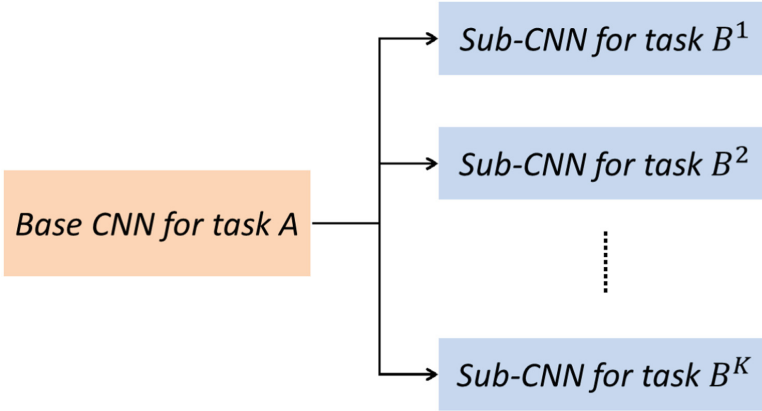 Sub-CNN for task B¹
Sub-CNN for task B²
Base CNN for task A
Sub-CNN for task Bᴷ